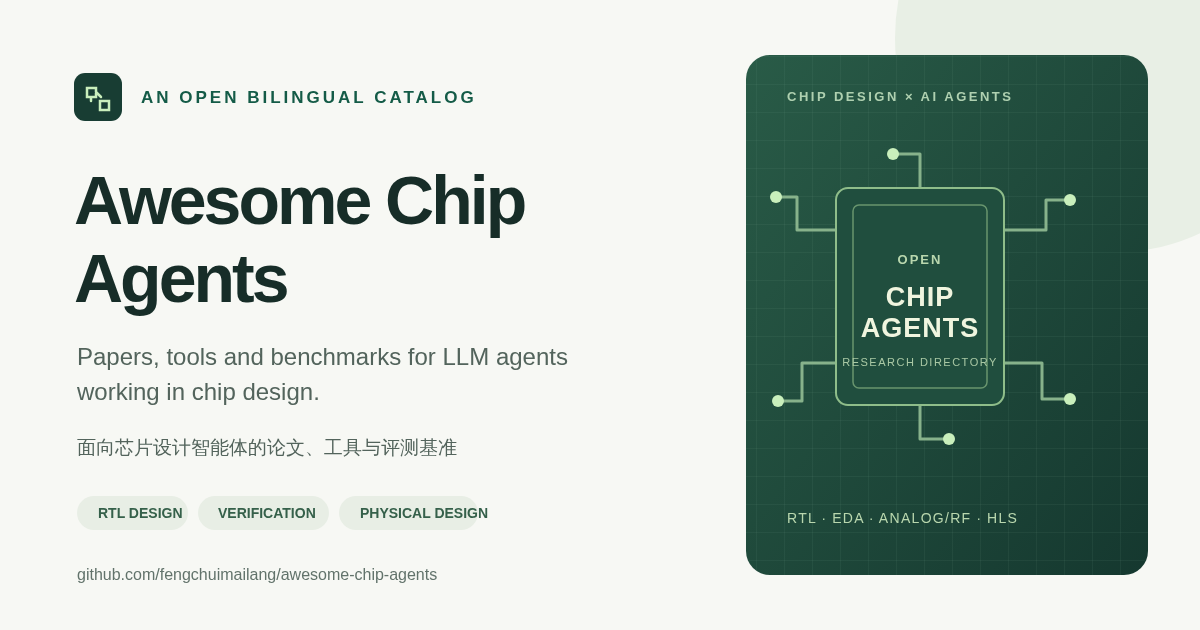 AN OPEN BILINGUAL CATALOG
Awesome Chip
Agents
Papers, tools and benchmarks for LLM agents
working in chip design.
面向芯片设计智能体的论文、工具与评测基准
RTL DESIGN
VERIFICATION
PHYSICAL DESIGN
github.com/fengchuimailang/awesome-chip-agents
CHIP DESIGN × AI AGENTS
OPEN
CHIP
AGENTS
RESEARCH DIRECTORY
RTL · EDA · ANALOG/RF · HLS